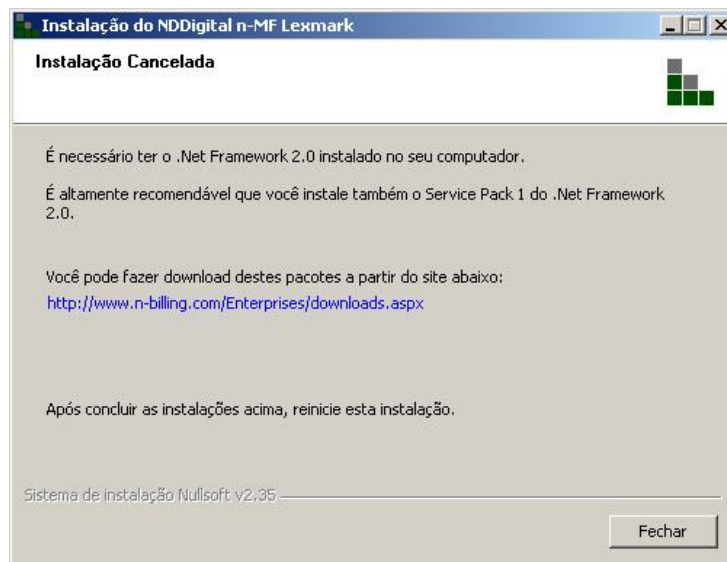 Instalação do NDDigital n-MF Lexmark
Instalação Cancelada
É necessário ter o .Net Framework 2.0 instalado no seu computador.
É altamente recomendável que você instale também o Service Pack 1 do .Net Framework
2.0.
Você pode fazer download destes pacotes a partir do site abaixo:
http://www.n-billing.com/Enterprises/downloads.aspx
Após concluir as instalações acima, reinicie esta instalação.
Sistema de instalação Nullsoft v2.35
Fechar